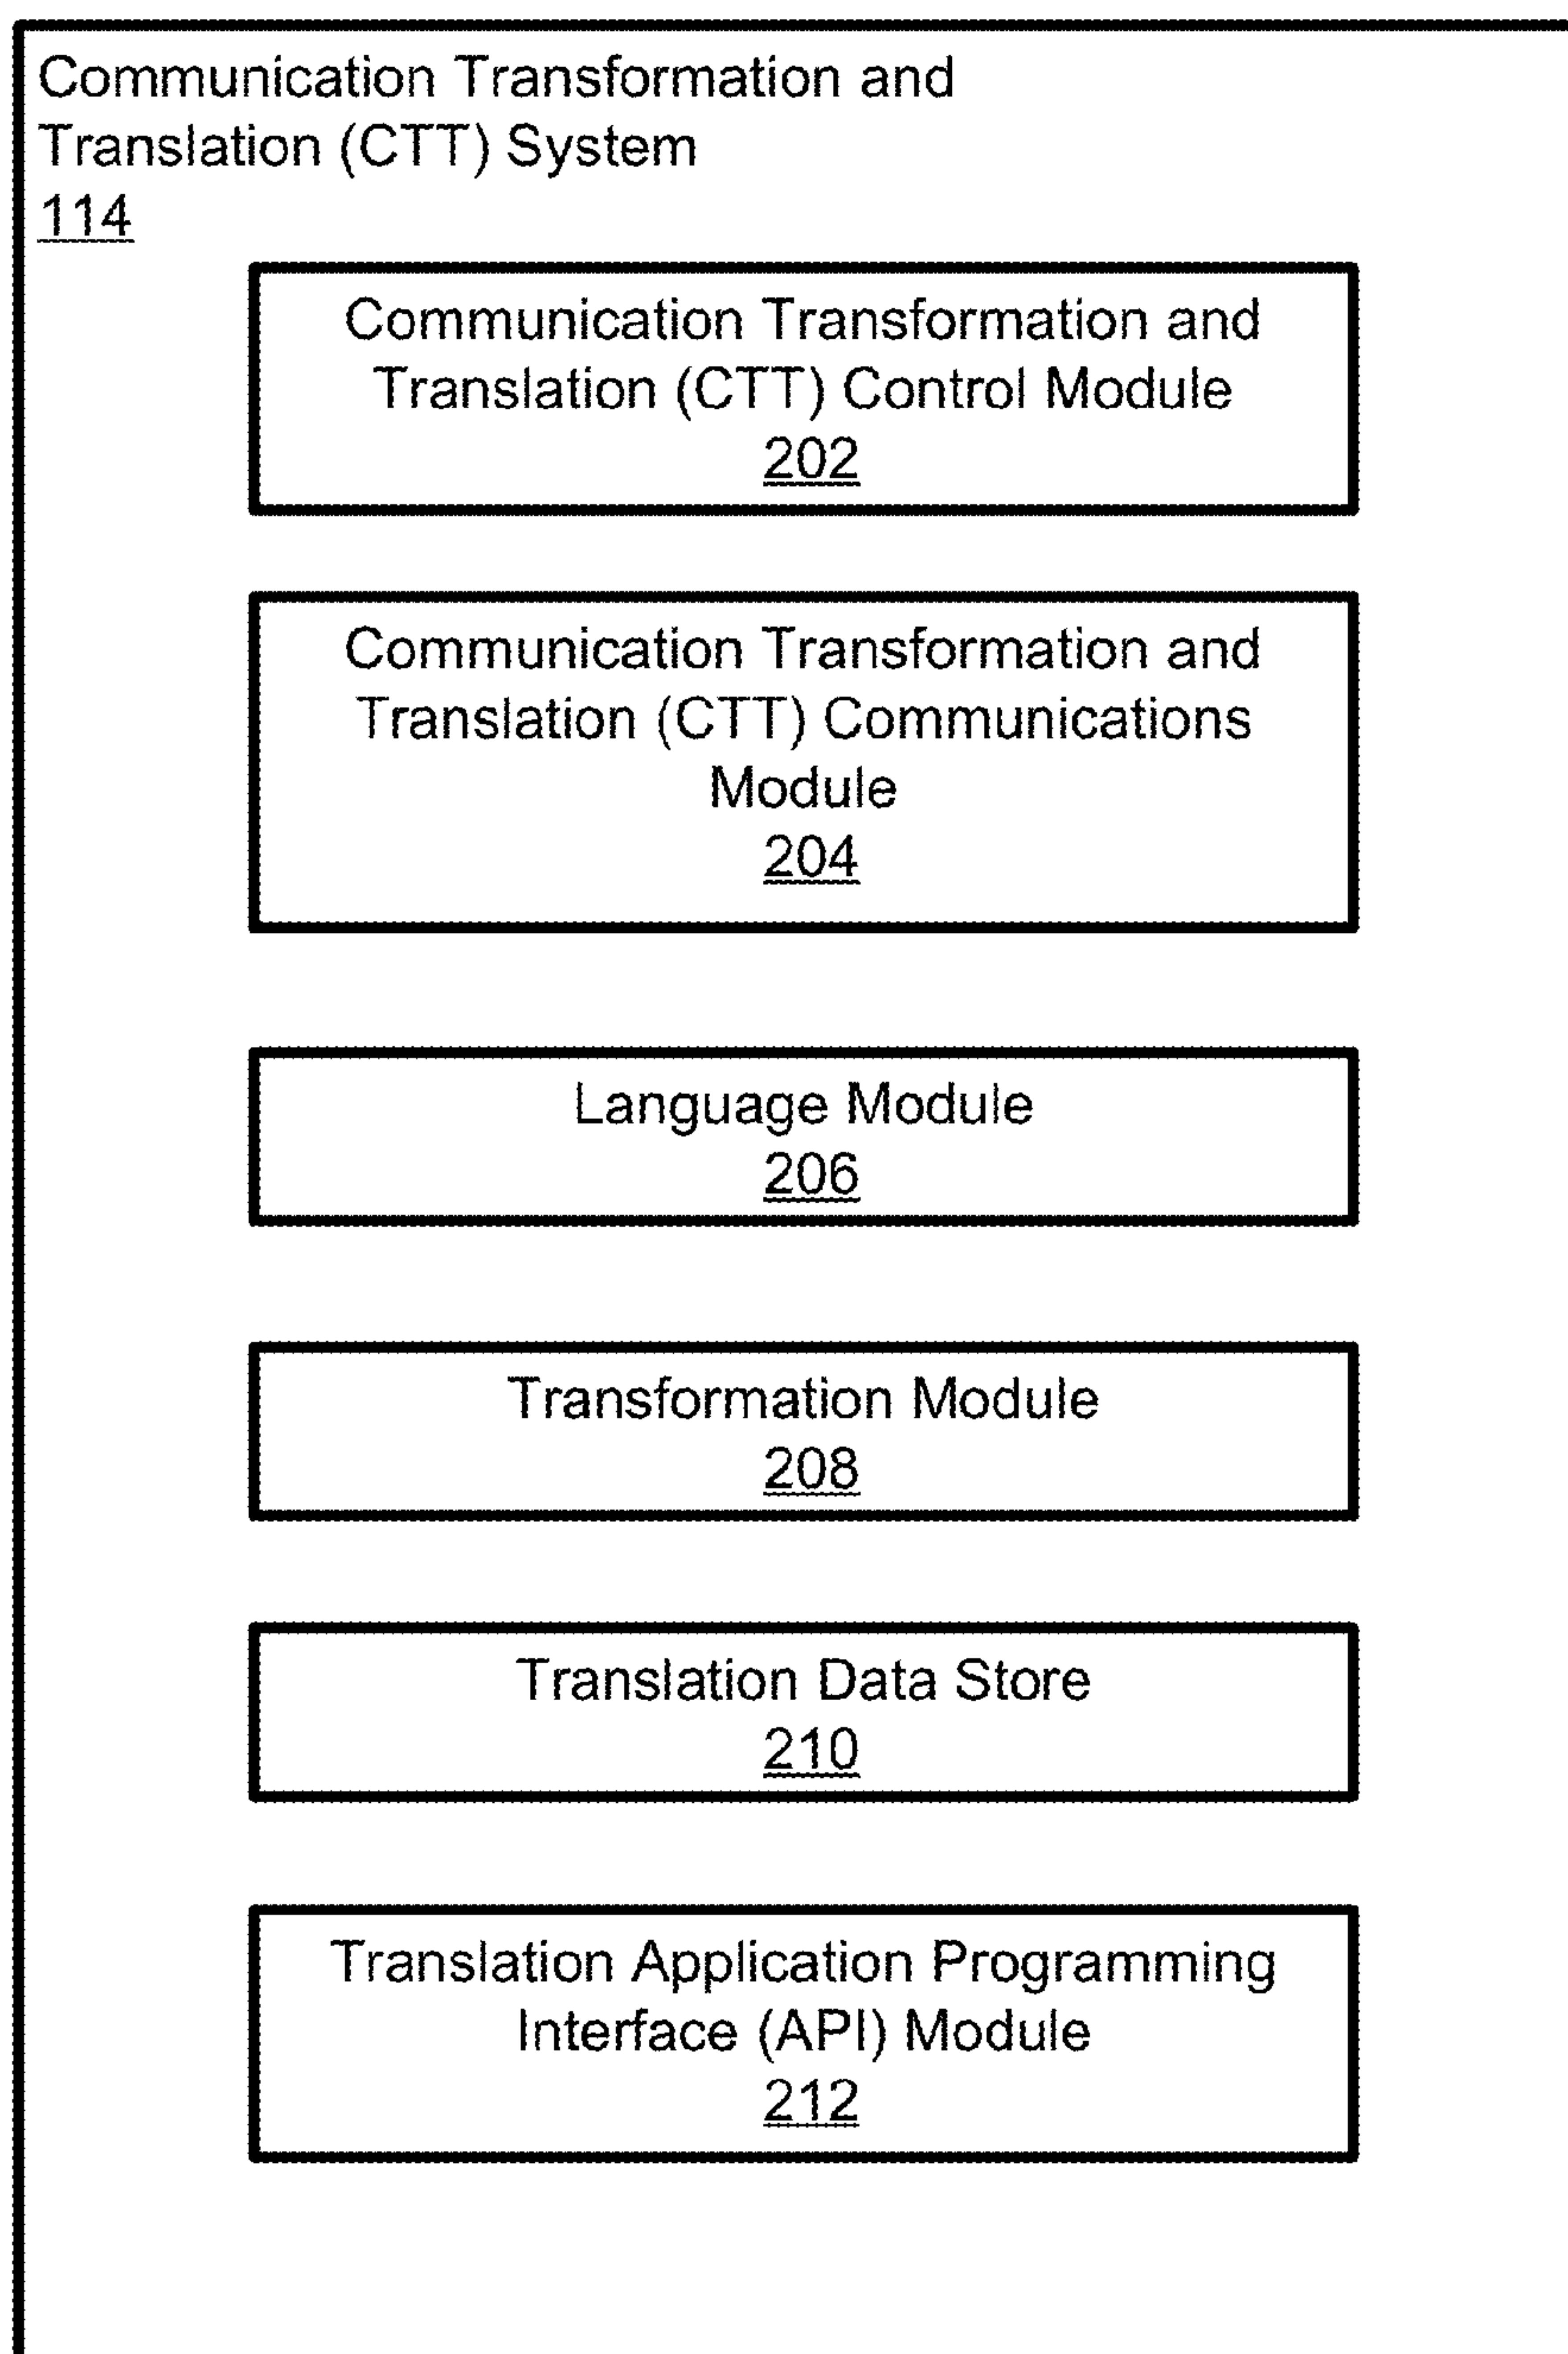 Communication Transformation and
Translation (CTT) System
114
Communication Transformation and
Translation (CTT) Control Module
202
Communication Transformation and
Translation (CTT) Communications
Module
204
Language Module
206
Transformation Module
208
Translation Data Store
210
Translation Application Programming
Interface (API) Module
212